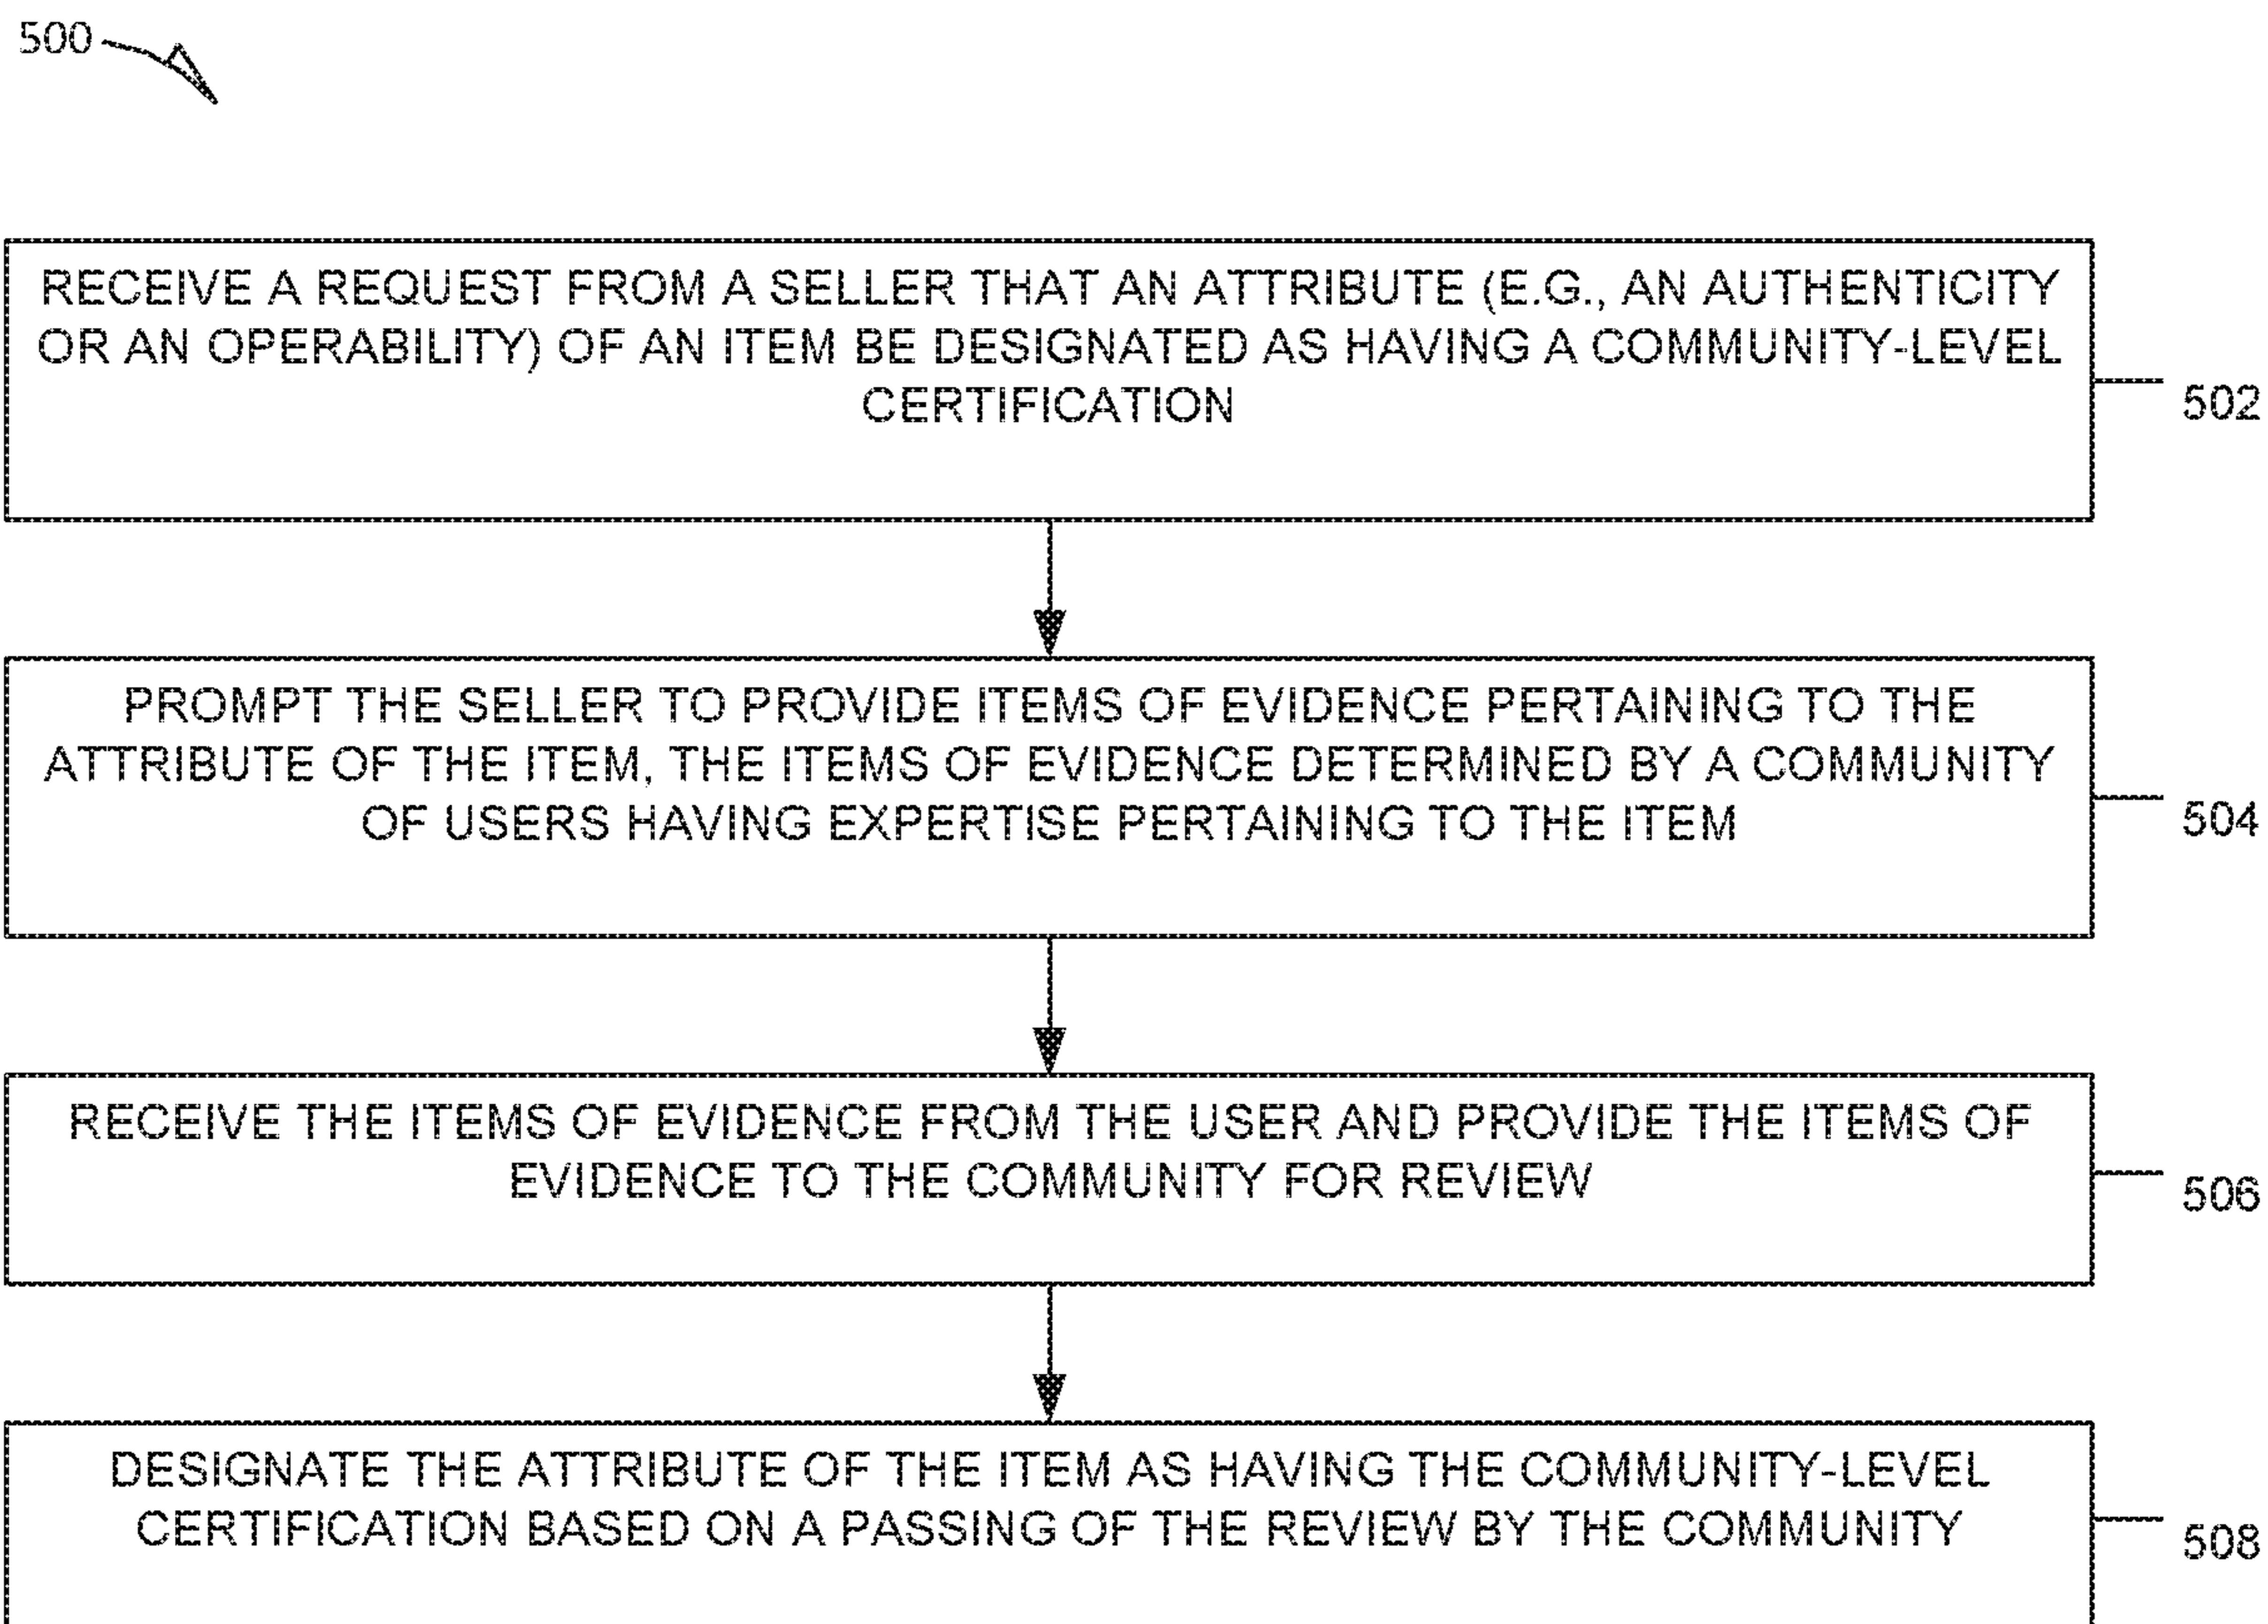 500
RECEIVE A REQUEST FROM A SELLER THAT AN ATTRIBUTE (E.G., AN AUTHENTICITY
OR AN OPERABILITY) OF AN ITEM BE DESIGNATED AS HAVING A COMMUNITY-LEVEL
CERTIFICATION
502
PROMPT THE SELLER TO PROVIDE ITEMS OF EVIDENCE PERTAINING TO THE
ATTRIBUTE OF THE ITEM, THE ITEMS OF EVIDENCE DETERMINED BY A COMMUNITY
OF USERS HAVING EXPERTISE PERTAINING TO THE ITEM
504
RECEIVE THE ITEMS OF EVIDENCE FROM THE USER AND PROVIDE THE ITEMS OF
EVIDENCE TO THE COMMUNITY FOR REVIEW
506
DESIGNATE THE ATTRIBUTE OF THE ITEM AS HAVING THE COMMUNITY-LEVEL
CERTIFICATION BASED ON A PASSING OF THE REVIEW BY THE COMMUNITY
508